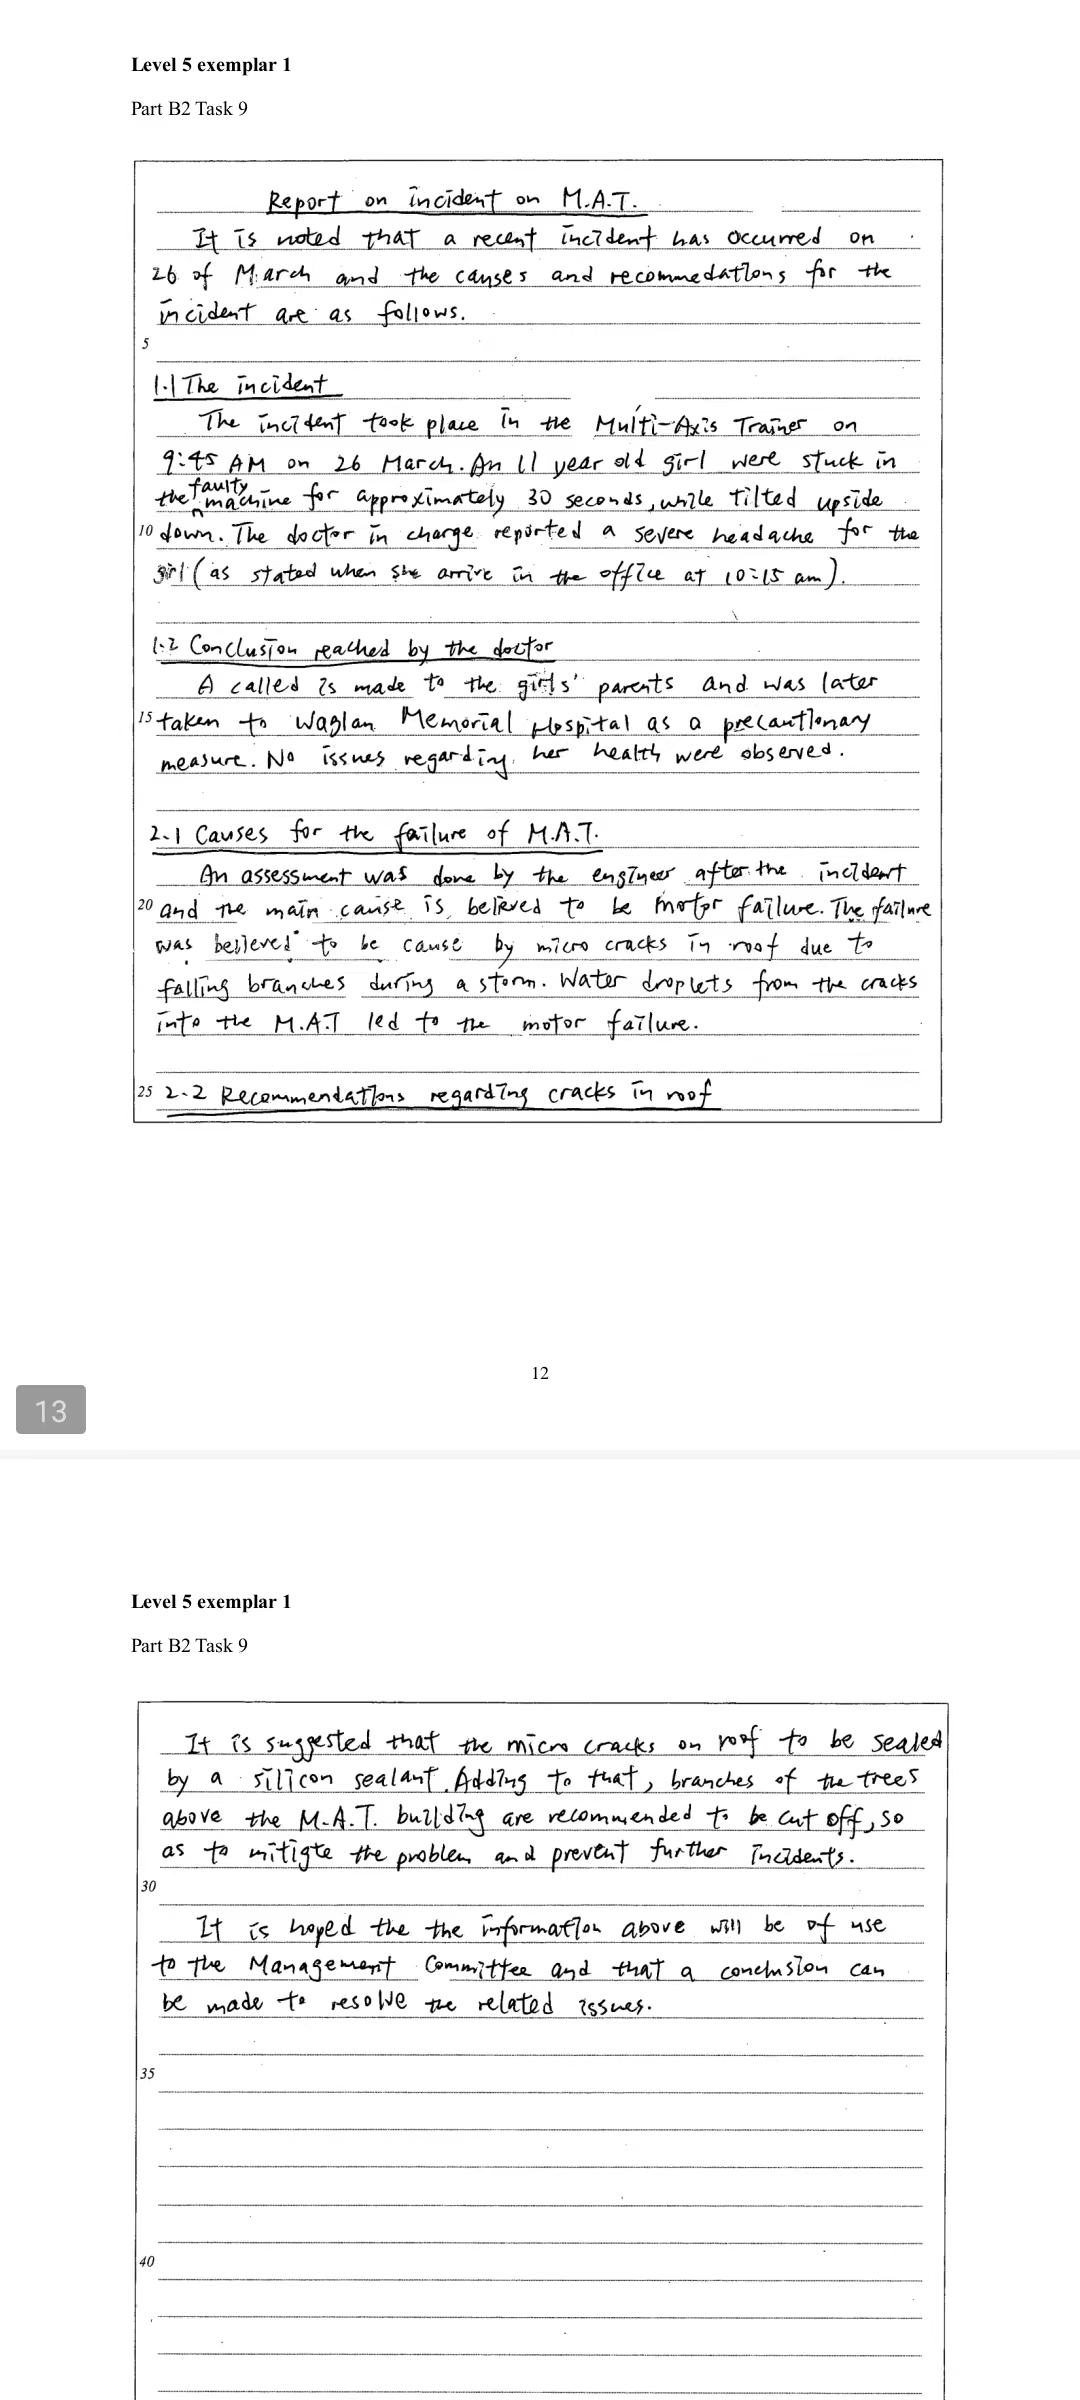 Level 5 exemplar 1
Part B2 Task 9
Report on incident on M.A.T.
It is noted that a recent incident has occurred on
26 of March and the causes and recommedations for the
incident are as follows.
5
1.1 The incident
The incident took place in the Multi-Axis Trainer on
9:45 AM on 26 March. An 11 year old girl were stuck in
the faulty machine for approximately 30 seconds, while tilted upside
10 down. The doctor in charge reported a severe headache for the
girl (as stated when she arrive in the office at 10:15 am).
1.2 Conclusion reached by the doctor
A called is made to the girls' parents and was later
15 taken to Waglan Memorial Hospital as a precautionary
measure. No issues regarding her health were observed.
2.1 Causes for the failure of M.A.T.
An assessment was done by the engineer after the incident
20 and the main cause is believed to be motor failure. The failure
was believed to be cause by micro cracks in roof due to
falling branches during a storm. Water droplets from the cracks
into the M.A.T led to the motor failure.
25 2.2 Recommendations regarding cracks in roof
12
13
Level 5 exemplar 1
Part B2 Task 9
It is suggested that the micro cracks on roof to be sealed
by a silicon sealant. Adding to that, branches of the trees
above the M.A.T. building are recommended to be cut off, so
as to mitigte the problem and prevent further incidents.
30
It is hoped the the information above will be of use
to the Management Committee and that a conclusion can
be made to resolve the related issues.
35
40